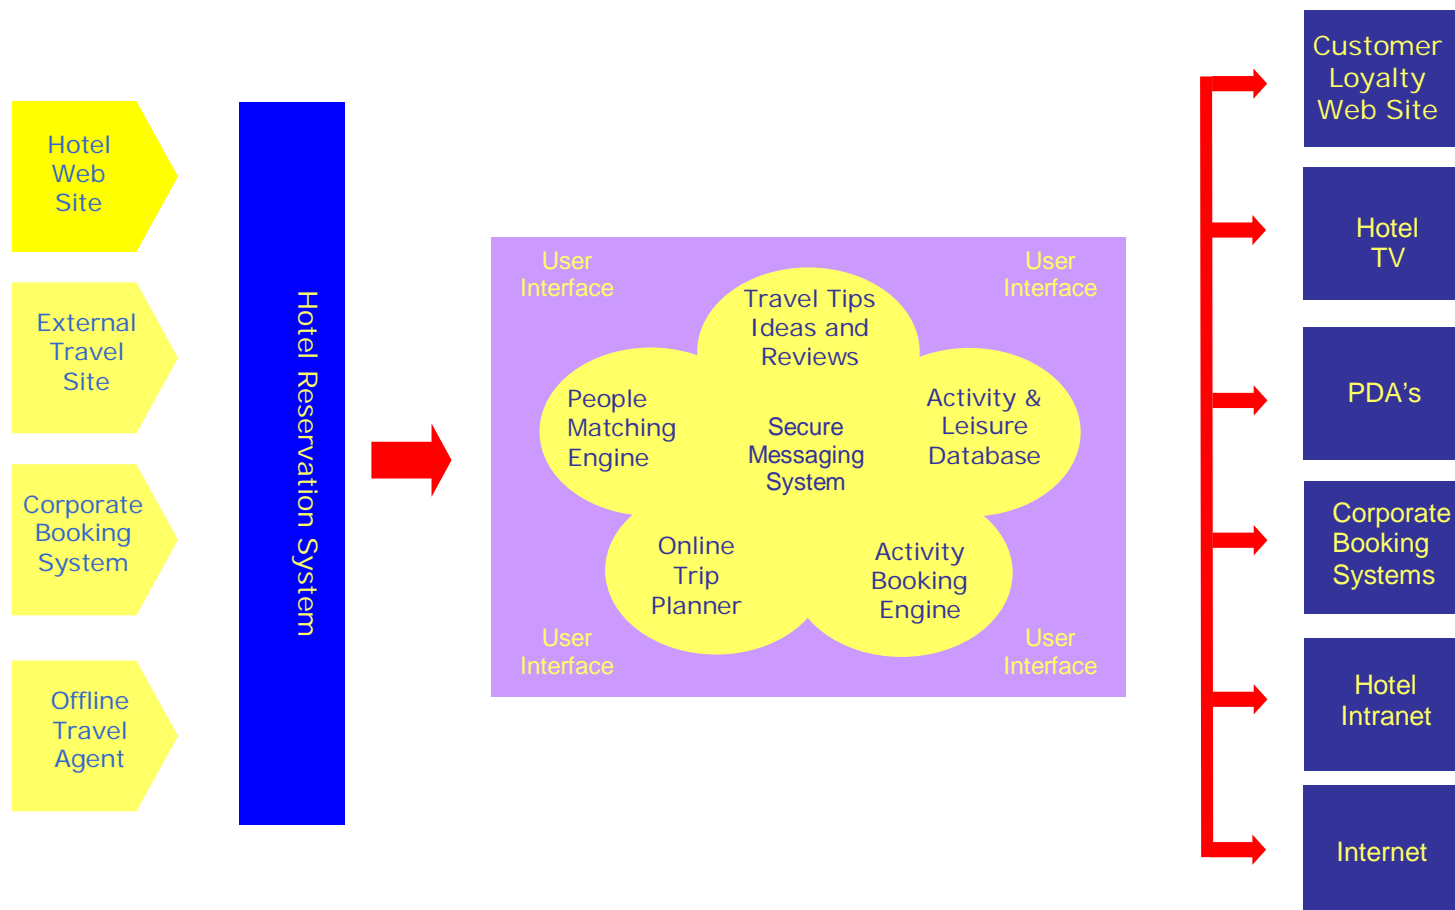 Hotel
Web
Site
External
Travel
Site
Corporate
Booking
System
Offline
Travel
Agent
Hotel Reservation System
User
Interface
User
Interface
Travel Tips
Ideas and
Reviews
People
Matching
Engine
Secure
Messaging
System
Activity &
Leisure
Database
Online
Trip
Planner
Activity
Booking
Engine
User
Interface
User
Interface
Customer
Loyalty
Web Site
Hotel
TV
PDA's
Corporate
Booking
Systems
Hotel
Intranet
Internet